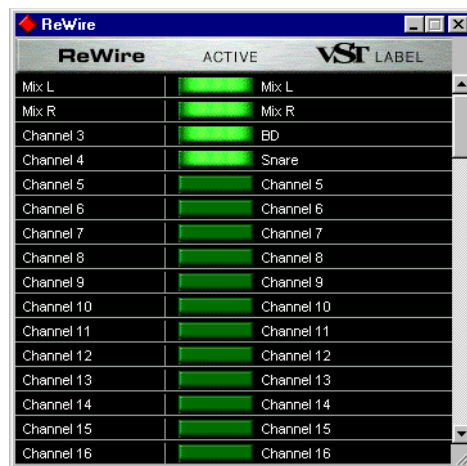 ReWire
ReWire ACTIVE VST LABEL
Mix L Mix L
Mix R Mix R
Channel 3 BD
Channel 4 Snare
Channel 5 Channel 5
Channel 6 Channel 6
Channel 7 Channel 7
Channel 8 Channel 8
Channel 9 Channel 9
Channel 10 Channel 10
Channel 11 Channel 11
Channel 12 Channel 12
Channel 13 Channel 13
Channel 14 Channel 14
Channel 15 Channel 15
Channel 16 Channel 16